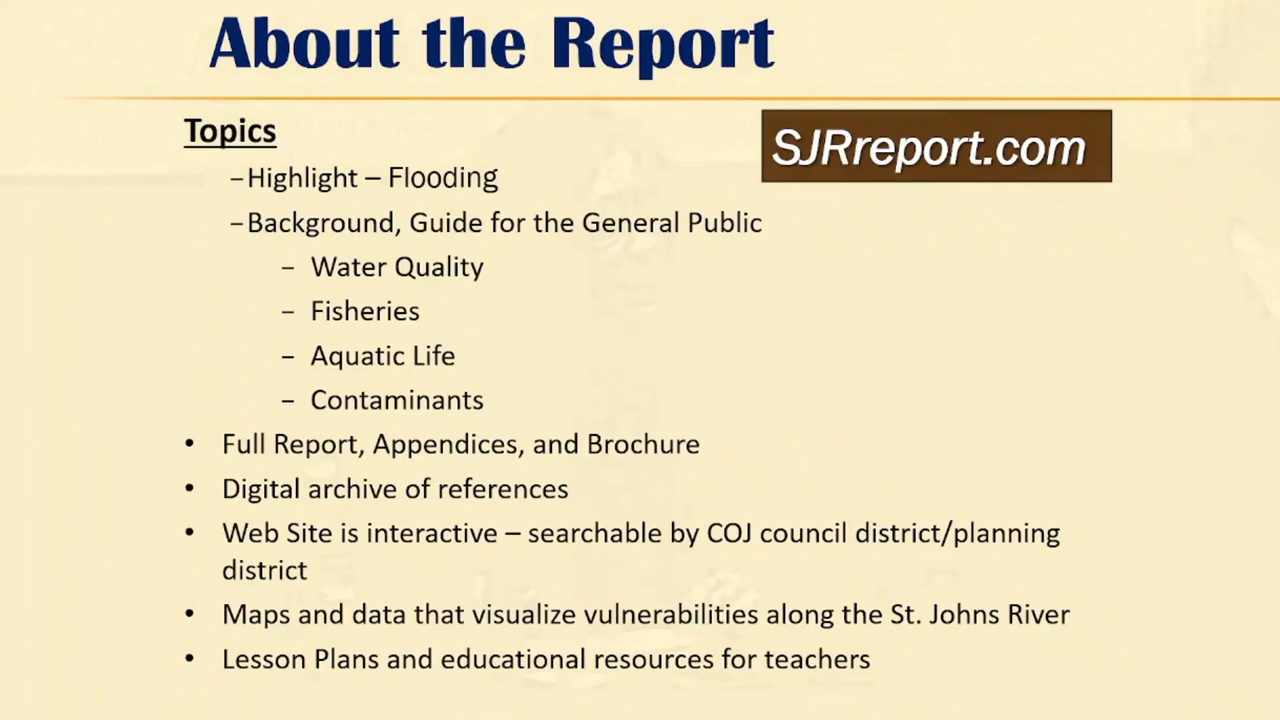 About the Report
Topics
SJRreport.com
–Highlight – Flooding
–Background, Guide for the General Public
– Water Quality
– Fisheries
– Aquatic Life
– Contaminants
• Full Report, Appendices, and Brochure
• Digital archive of references
• Web Site is interactive – searchable by COJ council district/planning
district
• Maps and data that visualize vulnerabilities along the St. Johns River
• Lesson Plans and educational resources for teachers